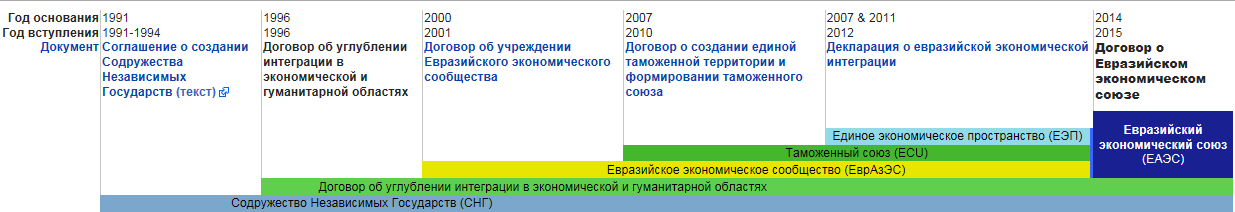 Год основания 1991 1996 2000 2007 2007 & 2011 2014
Год вступления 1991-1994 1996 2001 2010 2012 2015
Документ
Соглашение о создании
Содружества
Независимых
Государств (текст)
Договор об углублении
интеграции в
экономической и
гуманитарной областях
Договор об учреждении
Евразийского экономического
сообщества
Договор о создании единой
таможенной территории и
формировании таможенного
союза
Декларация о евразийской экономической
интеграции
Договор о
Евразийском
экономическом
союзе
Единое экономическое пространство (ЕЭП)
Таможенный союз (ECU)
Евразийское экономическое сообщество (ЕврАзЭС)
Евразийский
экономический союз
(ЕАЭС)
Договор об углублении интеграции в экономической и гуманитарной областях
Содружество Независимых Государств (СНГ)